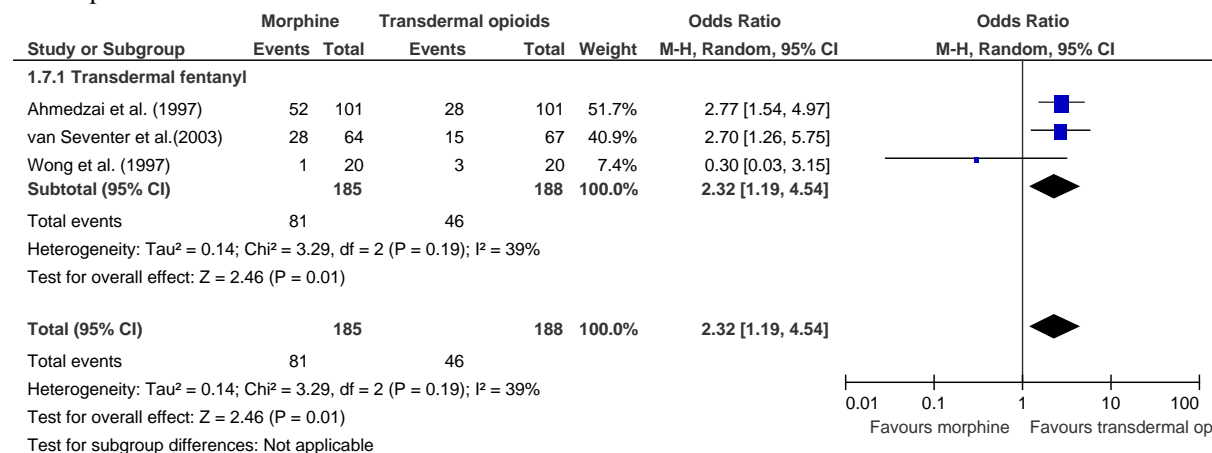 Morphine Transdermal opioids Odds Ratio Odds Ratio
Study or Subgroup Events Total Events Total Weight M-H, Random, 95% CI M-H, Random, 95% CI
1.7.1 Transdermal fentanyl
Ahmedzai et al. (1997) 52 101 28 101 51.7% 2.77 [1.54, 4.97]
van Seventer et al.(2003) 28 64 15 67 40.9% 2.70 [1.26, 5.75]
Wong et al. (1997) 1 20 3 20 7.4% 0.30 [0.03, 3.15]
Subtotal (95% CI) 185 188 100.0% 2.32 [1.19, 4.54]
Total events 81 46
Heterogeneity: Tau² = 0.14; Chi² = 3.29, df = 2 (P = 0.19); I² = 39%
Test for overall effect: Z = 2.46 (P = 0.01)
Total (95% CI) 185 188 100.0% 2.32 [1.19, 4.54]
Total events 81 46
Heterogeneity: Tau² = 0.14; Chi² = 3.29, df = 2 (P = 0.19); I² = 39%
Test for overall effect: Z = 2.46 (P = 0.01)
Test for subgroup differences: Not applicable
0.01 0.1 1 10 100
Favours morphine Favours transdermal op